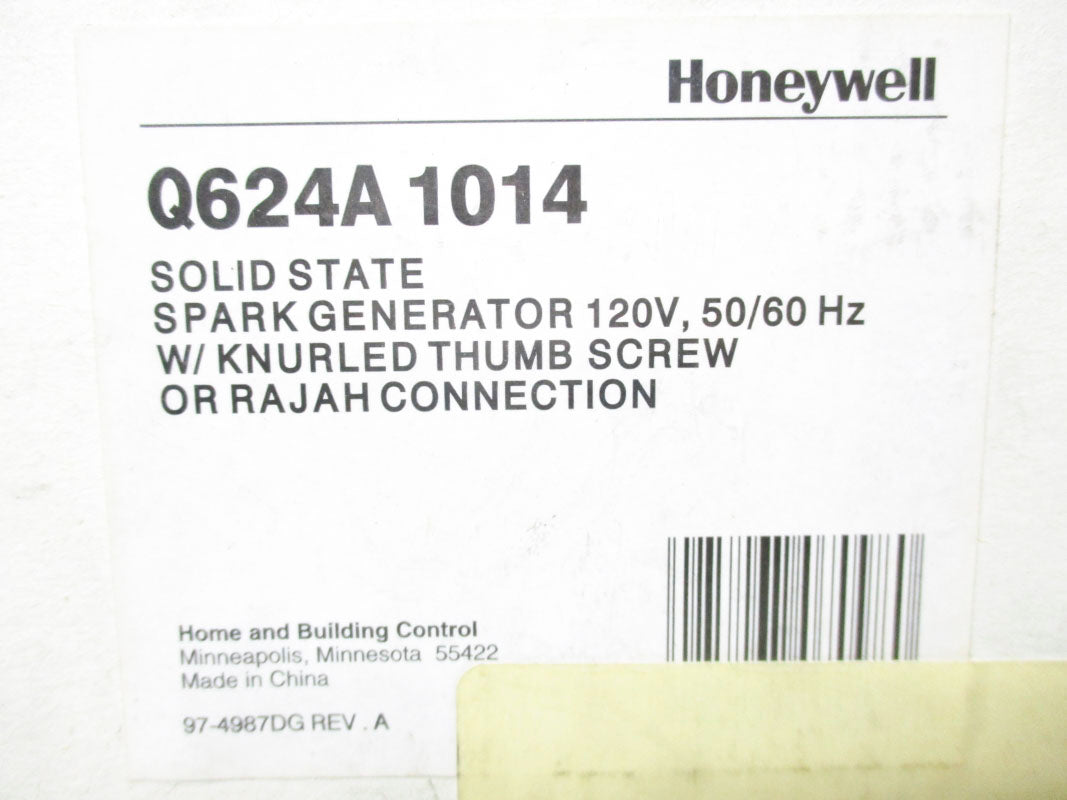 Honeywell
Q624A 1014
SOLID STATE
SPARK GENERATOR 120V, 50/60 Hz
W/ KNURLED THUMB SCREW
OR RAJAH CONNECTION
Home and Building Control
Minneapolis, Minnesota 55422
Made in China
97-4987DG REV . A